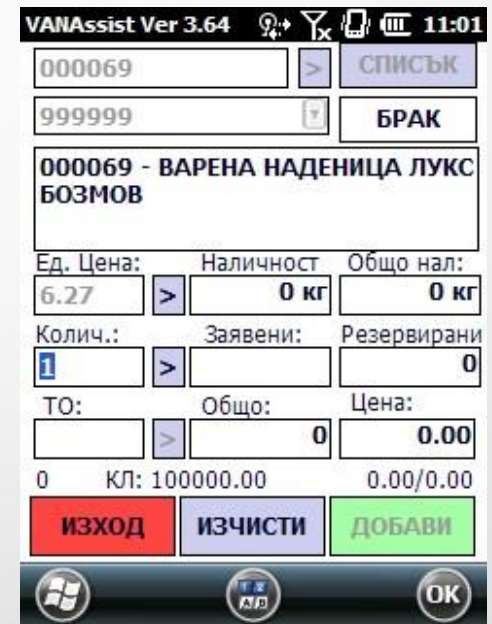 VANAssist Ver 3.64 11:01
000069 > СПИСЪК
999999 БРАК
000069 - ВАРЕНА НАДЕНИЦА ЛУКС
БОЗМОВ
Ед. Цена: Наличност Общо нал:
6.27 > 0 кг 0 кг
Колич.: Заявени: Резервирани
1 > 0
ТО: Общо: Цена:
> 0 0.00
0 КЛ: 100000.00 0.00/0.00
ИЗХОД ИЗЧИСТИ ДОБАВИ
1 2
A/B OK